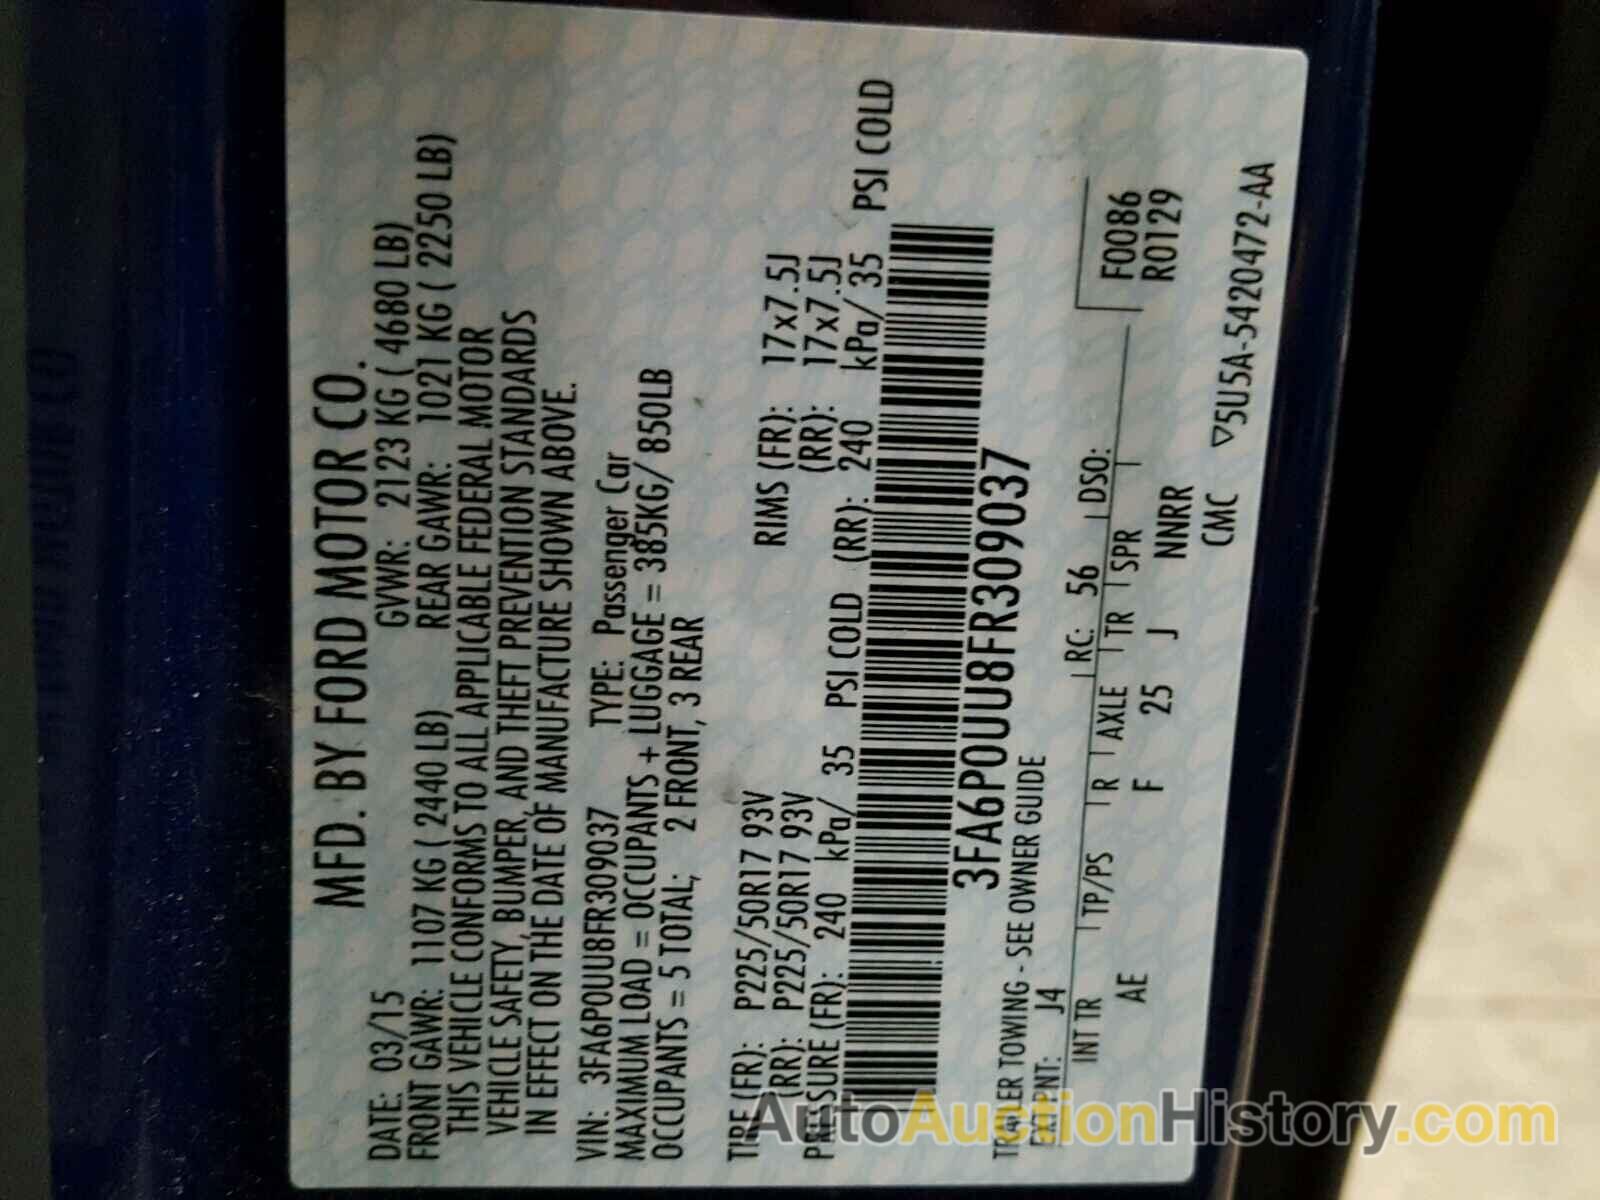 MFD. BY FORD MOTOR CO.
DATE: 03/15 GVWR: 2123 KG ( 4680 LB)
FRONT GAWR: 1107 KG ( 2440 LB) REAR GAWR: 1021 KG ( 2250 LB)
THIS VEHICLE CONFORMS TO ALL APPLICABLE FEDERAL MOTOR
VEHICLE SAFETY, BUMPER, AND THEFT PREVENTION STANDARDS
IN EFFECT ON THE DATE OF MANUFACTURE SHOWN ABOVE.
VIN: 3FA6P0UU8FR309037 TYPE: Passenger Car
MAXIMUM LOAD = OCCUPANTS + LUGGAGE = 385KG/ 850LB
OCCUPANTS = 5 TOTAL; 2 FRONT, 3 REAR
TIRE (FR): P225/50R17 93V RIMS (FR): 17x7.5J
(RR): P225/50R17 93V (RR): 17x7.5J
PRESSURE (FR): 240 kPa/ 35 PSI COLD (RR): 240 kPa/ 35 PSI COLD
3FA6P0UU8FR309037
TRAILER TOWING - SEE OWNER GUIDE
EXT PNT: J4 RC: 56 DSO: F0086
INT TR TP/PS R AXLE TR SPR R0129
AE F 25 J NNRR
CMC ▽5U5A-5420472-AA
AutoAuctionHistory.com